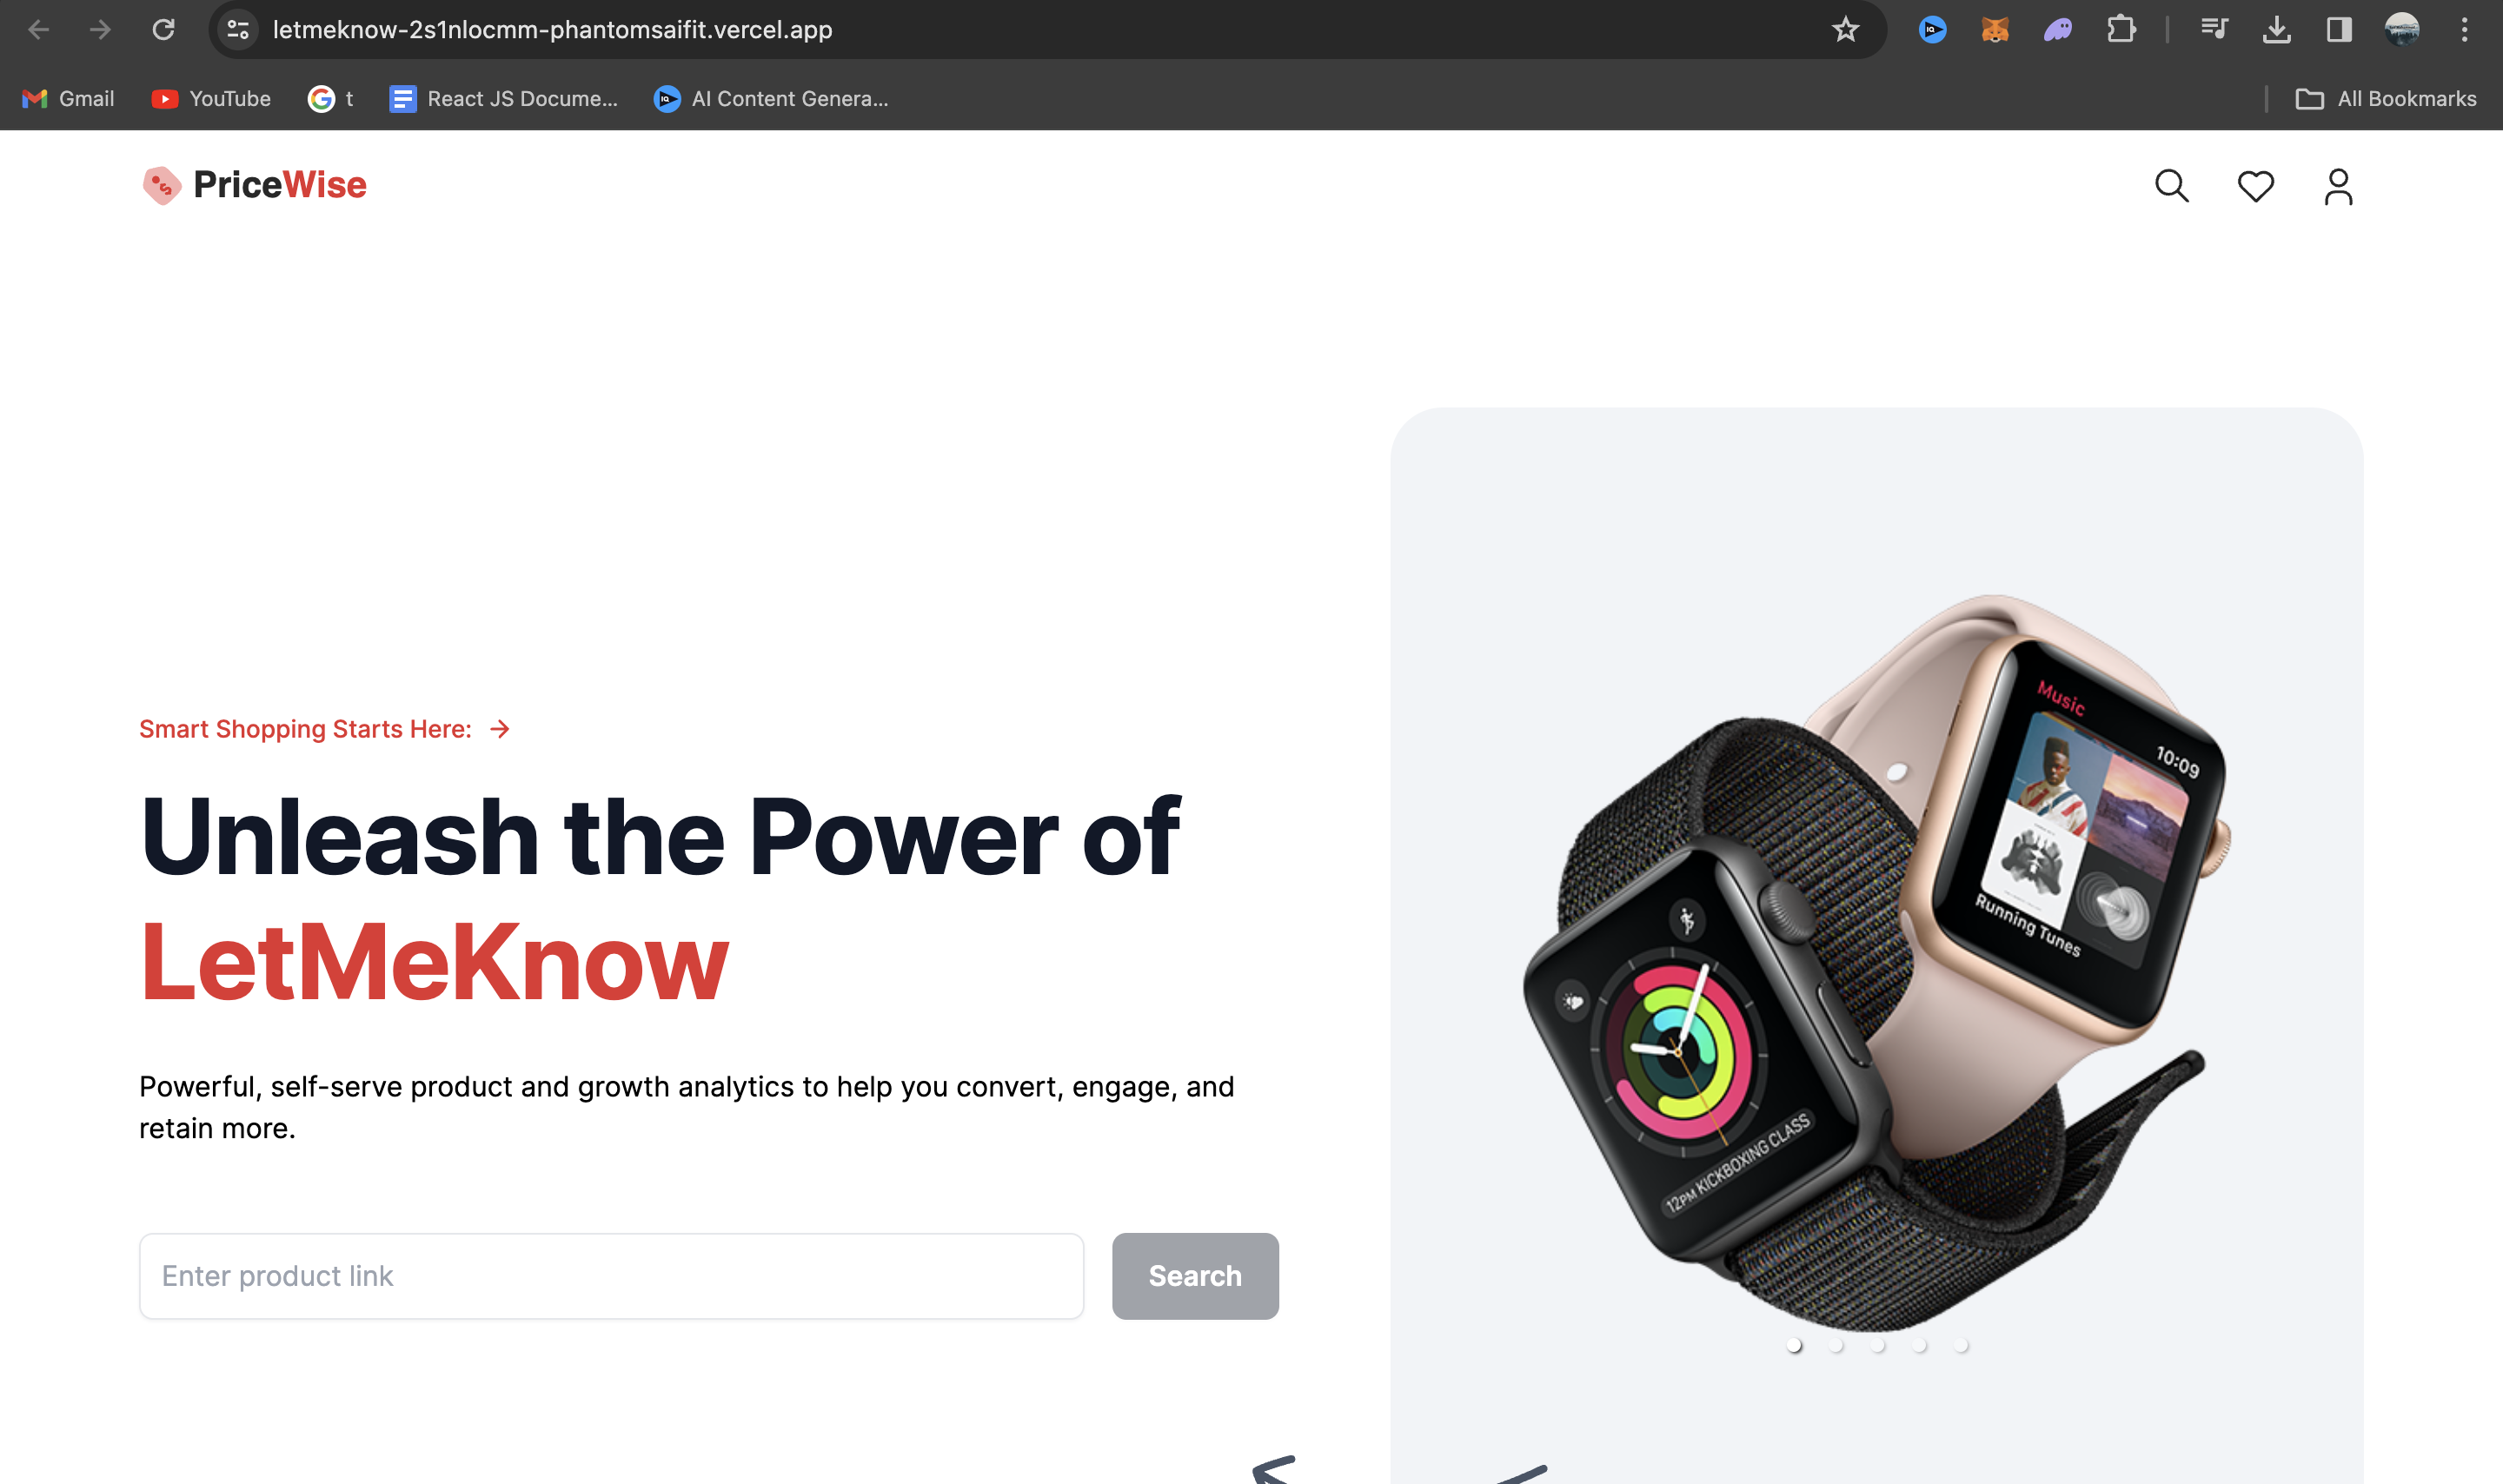 letmeknow-2s1nlocmm-phantomsaifit.vercel.app
Gmail YouTube t React JS Docume... AI Content Genera... All Bookmarks
PriceWise
Smart Shopping Starts Here:
Unleash the Power of
LetMeKnow
Powerful, self-serve product and growth analytics to help you convert, engage, and
retain more.
Enter product link
Search
Music
10:09
Running Tunes
12PM KICKBOXING CLASS